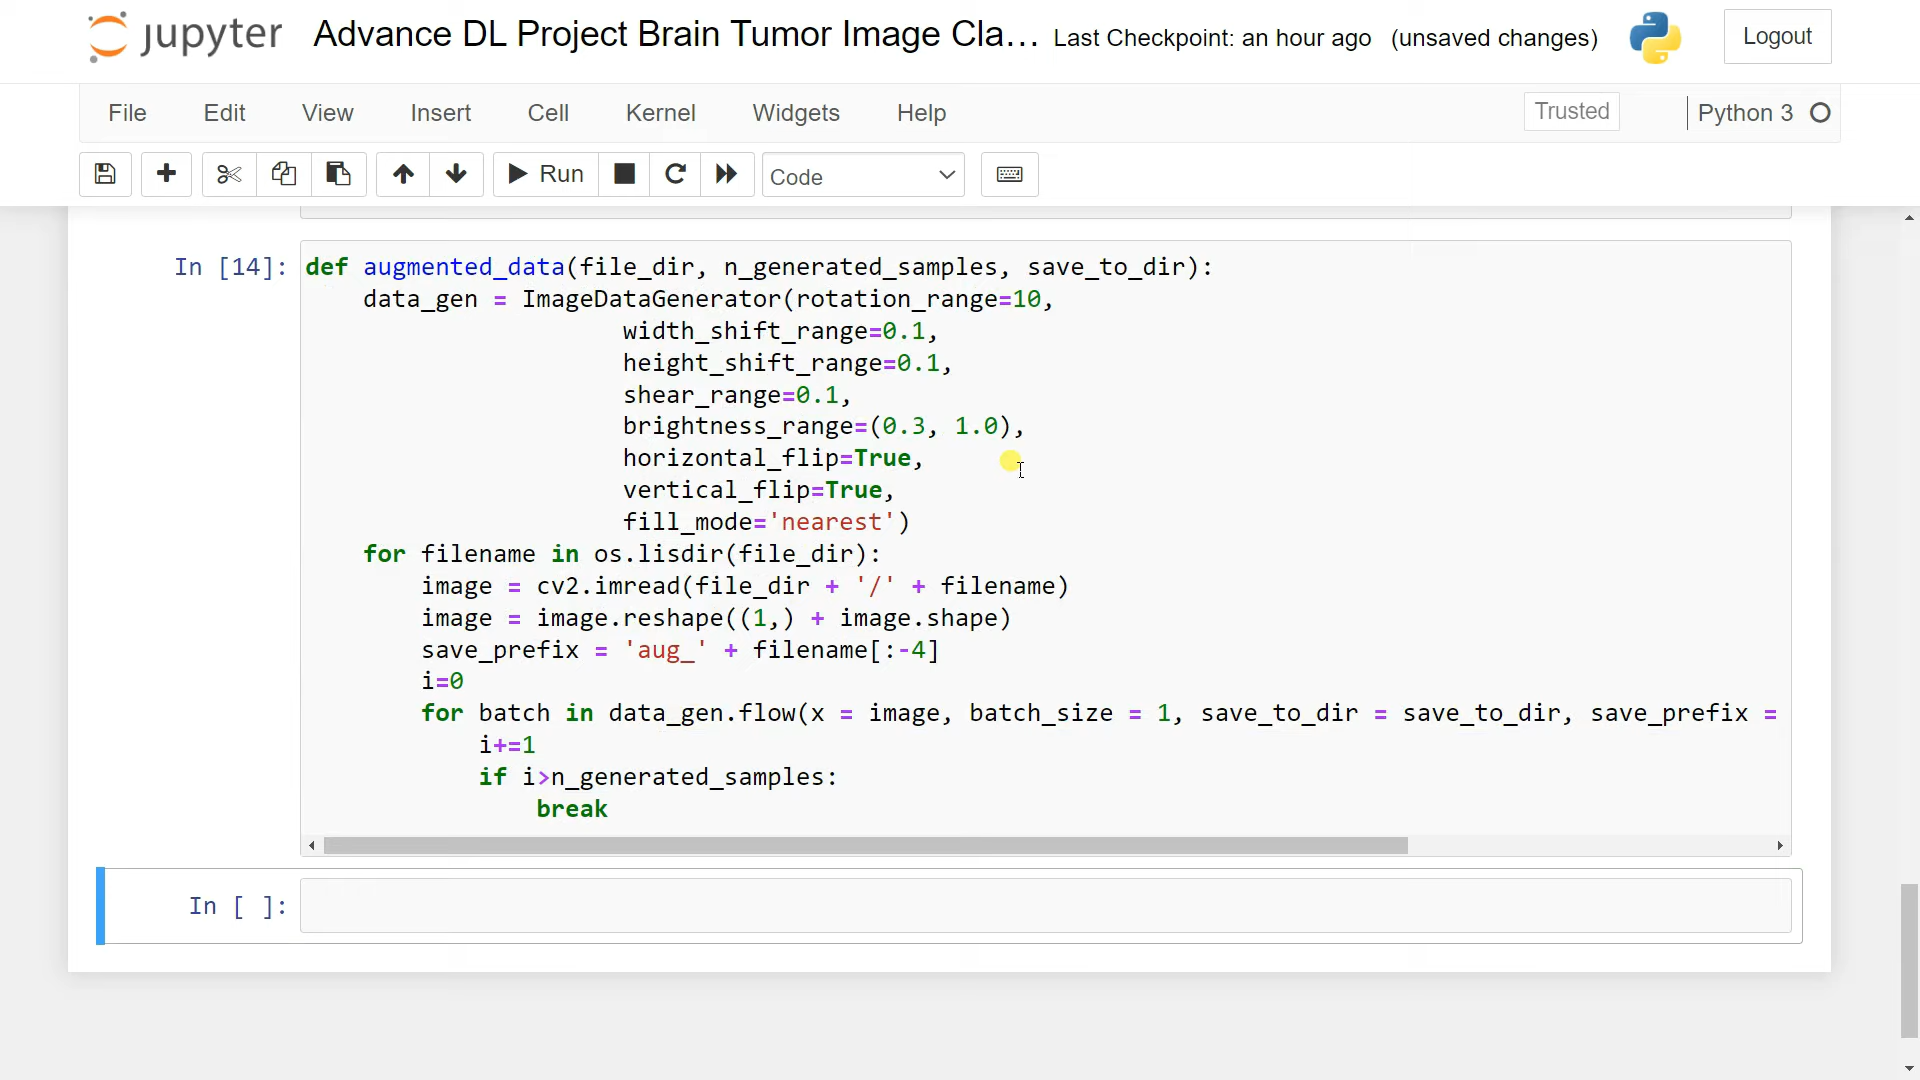 jupyter Advance DL Project Brain Tumor Image Cla... Last Checkpoint: an hour ago (unsaved changes) Logout
File Edit View Insert Cell Kernel Widgets Help Trusted Python 3
Run Code
In [14]: def augmented_data(file_dir, n_generated_samples, save_to_dir):
data_gen = ImageDataGenerator(rotation_range=10,
width_shift_range=0.1,
height_shift_range=0.1,
shear_range=0.1,
brightness_range=(0.3, 1.0),
horizontal_flip=True,
vertical_flip=True,
fill_mode='nearest')
for filename in os.lisdir(file_dir):
image = cv2.imread(file_dir + '/' + filename)
image = image.reshape((1,) + image.shape)
save_prefix = 'aug_' + filename[:-4]
i=0
for batch in data_gen.flow(x = image, batch_size = 1, save_to_dir = save_to_dir, save_prefix =
i+=1
if i>n_generated_samples:
break
In [ ]: